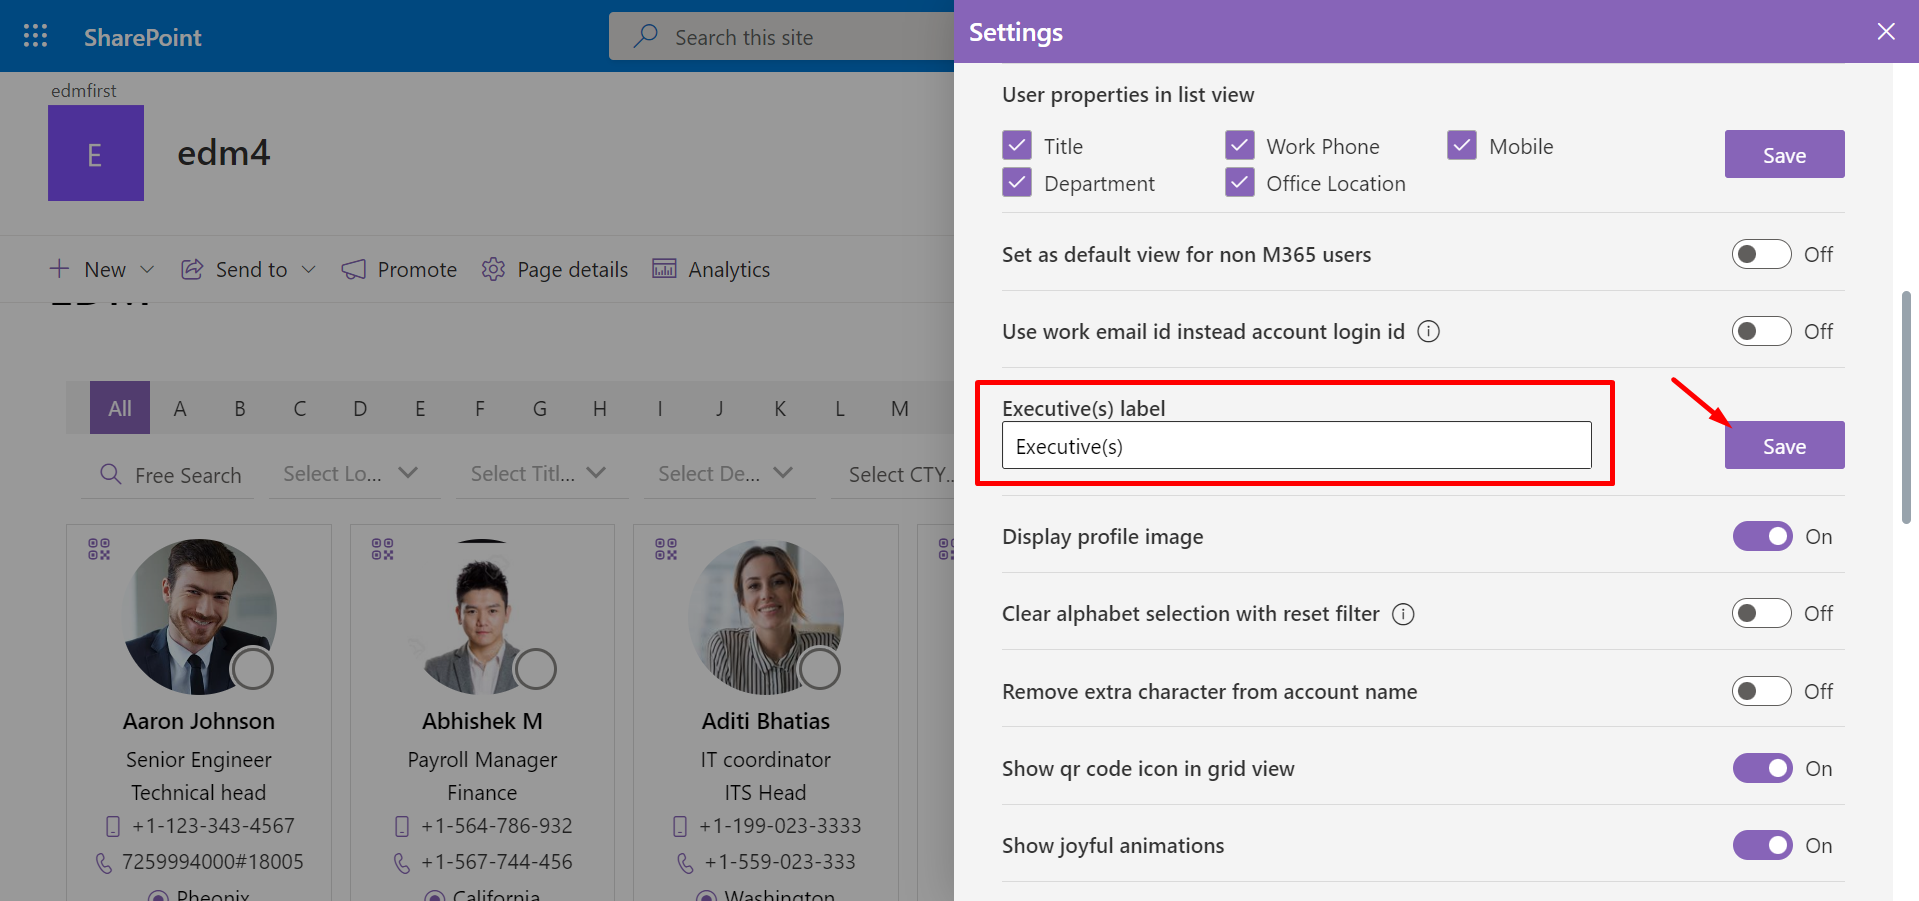 SharePoint
Search this site
edmfirst
E
edm4
New
Send to
Promote
Page details
Analytics
All A B C D E F G H I J K L M
Free Search
Select Lo...
Select Titl...
Select De...
Select CTY...
Aaron Johnson
Senior Engineer
Technical head
+1-123-343-4567
7259994000#18005
Pheonix
Abhishek M
Payroll Manager
Finance
+1-564-786-932
+1-567-744-456
California
Aditi Bhatias
IT coordinator
ITS Head
+1-199-023-3333
+1-559-023-333
Washington
Settings
User properties in list view
Title
Work Phone
Mobile
Department
Office Location
Save
Set as default view for non M365 users
Off
Use work email id instead account login id
Off
Executive(s) label
Executive(s)
Save
Display profile image
On
Clear alphabet selection with reset filter
Off
Remove extra character from account name
Off
Show qr code icon in grid view
On
Show joyful animations
On